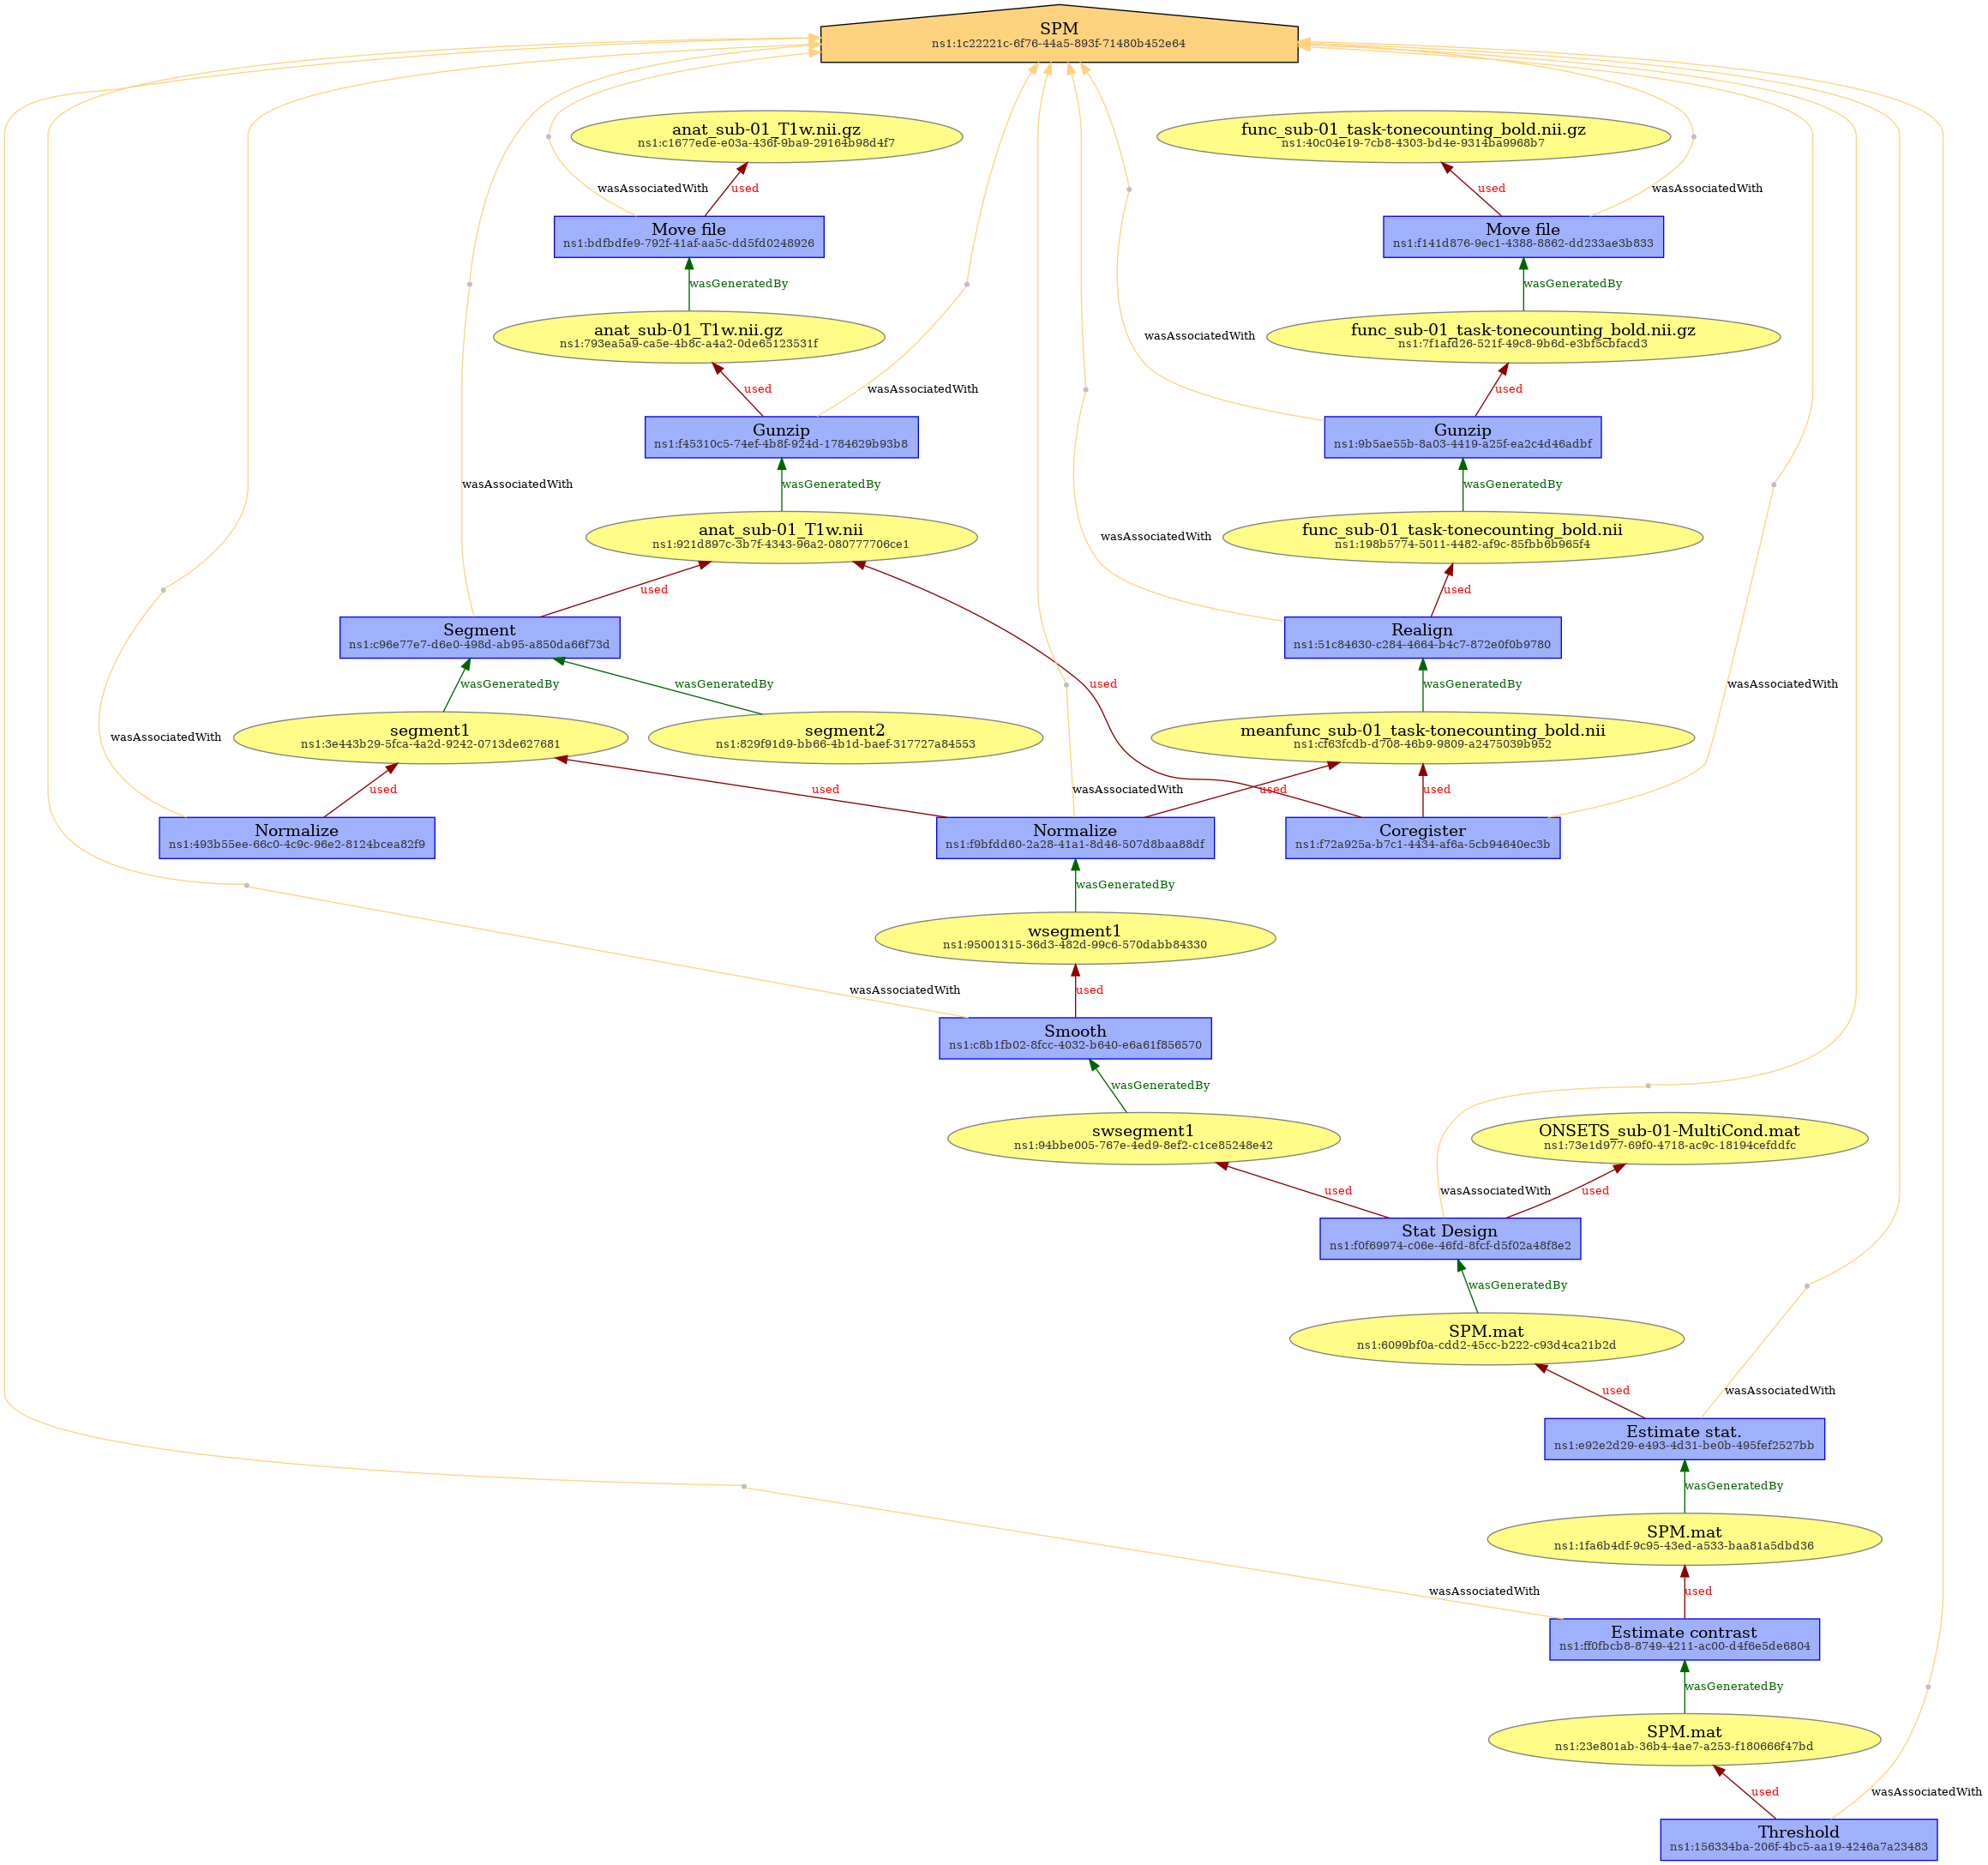 SPM
ns1:1c22221c-6f76-44a5-893f-71480b452e64
anat_sub-01_T1w.nii.gz
ns1:c1677ede-e03a-436f-9ba9-29164b98d4f7
func_sub-01_task-tonecounting_bold.nii.gz
ns1:40c04e19-7cb8-4303-bd4e-9314ba9968b7
wasAssociatedWith
used
used
wasAssociatedWith
Move file
ns1:bdfbdfe9-792f-41af-aa5c-dd5fd0248926
Move file
ns1:f141d876-9ec1-4388-8862-dd233ae3b833
wasGeneratedBy
wasGeneratedBy
anat_sub-01_T1w.nii.gz
ns1:793ea5a9-ca5e-4b8c-a4a2-0de65123531f
wasAssociatedWith
func_sub-01_task-tonecounting_bold.nii.gz
ns1:7f1afd26-521f-49c8-9b6d-e3bf5cbfacd3
used
wasAssociatedWith
used
Gunzip
ns1:f45310c5-74ef-4b8f-924d-1784629b93b8
Gunzip
ns1:9b5ae55b-8a03-4419-a25f-ea2c4d46adbf
wasAssociatedWith
wasGeneratedBy
wasGeneratedBy
anat_sub-01_T1w.nii
ns1:921d897c-3b7f-4343-96a2-080777706ce1
wasAssociatedWith
func_sub-01_task-tonecounting_bold.nii
ns1:198b5774-5011-4482-af9c-85fbb6b965f4
used
used
Segment
ns1:c96e77e7-d6e0-498d-ab95-a850da66f73d
Realign
ns1:51c84630-c284-4664-b4c7-872e0f0b9780
wasGeneratedBy
wasGeneratedBy
used
wasGeneratedBy
wasAssociatedWith
wasAssociatedWith
segment1
ns1:3e443b29-5fca-4a2d-9242-0713de627681
segment2
ns1:829f91d9-bb66-4b1d-baef-317727a84553
meanfunc_sub-01_task-tonecounting_bold.nii
ns1:cf63fcdb-d708-46b9-9809-a2475039b952
used
used
wasAssociatedWith
used
used
Normalize
ns1:493b55ee-66c0-4c9c-96e2-8124bcea82f9
Normalize
ns1:f9bfdd60-2a28-41a1-8d46-507d8baa88df
Coregister
ns1:f72a925a-b7c1-4434-af6a-5cb94640ec3b
wasGeneratedBy
wsegment1
ns1:95001315-36d3-482d-99c6-570dabb84330
wasAssociatedWith
used
Smooth
ns1:c8b1fb02-8fcc-4032-b640-e6a61f856570
wasGeneratedBy
swsegment1
ns1:94bbe005-767e-4ed9-8ef2-c1ce85248e42
ONSETS_sub-01-MultiCond.mat
ns1:73e1d977-69f0-4718-ac9c-18194cefddfc
used
wasAssociatedWith
used
Stat Design
ns1:f0f69974-c06e-46fd-8fcf-d5f02a48f8e2
wasGeneratedBy
SPM.mat
ns1:6099bf0a-cdd2-45cc-b222-c93d4ca21b2d
used
wasAssociatedWith
Estimate stat.
ns1:e92e2d29-e493-4d31-be0b-495fef2527bb
wasGeneratedBy
SPM.mat
ns1:1fa6b4df-9c95-43ed-a533-baa81a5dbd36
wasAssociatedWith
used
Estimate contrast
ns1:ff0fbcb8-8749-4211-ac00-d4f6e5de6804
wasGeneratedBy
SPM.mat
ns1:23e801ab-36b4-4ae7-a253-f180666f47bd
used
wasAssociatedWith
Threshold
ns1:156334ba-206f-4bc5-aa19-4246a7a23483